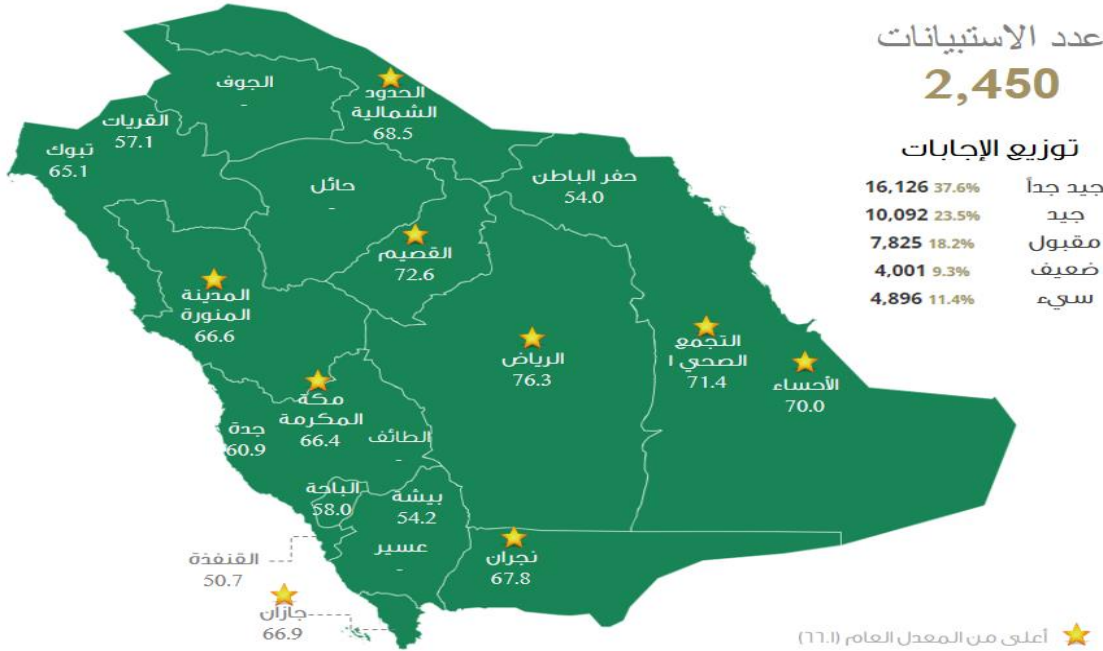 عدد الاستبيانات
2,450
توزيع الإجابات
جيد جداً 37.6% 16,126
جيد 23.5% 10,092
مقبول 18.2% 7,825
ضعيف 9.3% 4,001
سيء 11.4% 4,896
الجوف
-
الحدود
الشمالية
68.5
القريات
57.1
تبوك
65.1
حائل
-
حفر الباطن
54.0
القصيم
72.6
المدينة
المنورة
66.6
الرياض
76.3
التجمع
الصحي ١
71.4
الأحساء
70.0
مكة
المكرمة
66.4
جدة
60.9
الطائف
-
الباحة
58.0
بيشة
54.2
عسير
-
نجران
67.8
القنفذة
50.7
جازان
66.9
أعلى من المعدل العام (٦٦.١)